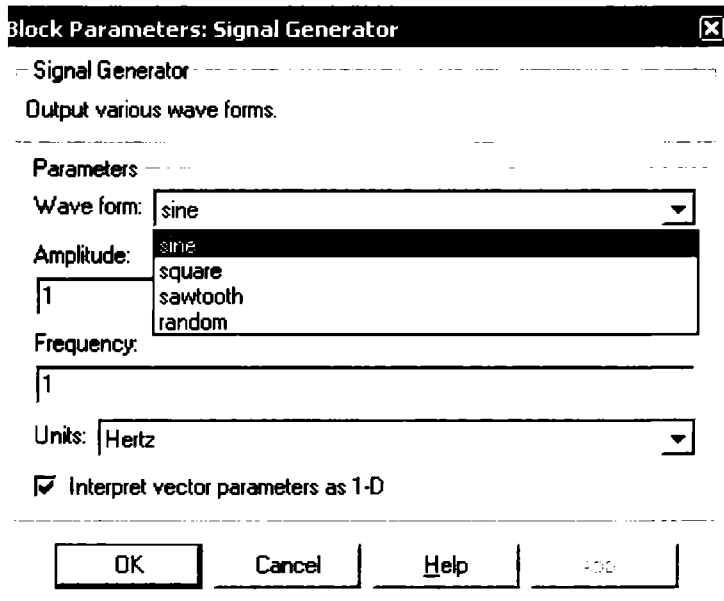 Block Parameters: Signal Generator
Signal Generator
Output various wave forms.
Parameters
Wave form: sine
sine
Amplitude:
square
1
sawtooth
random
Frequency:
1
Units: Hertz
Interpret vector parameters as 1-D
OK Cancel Help